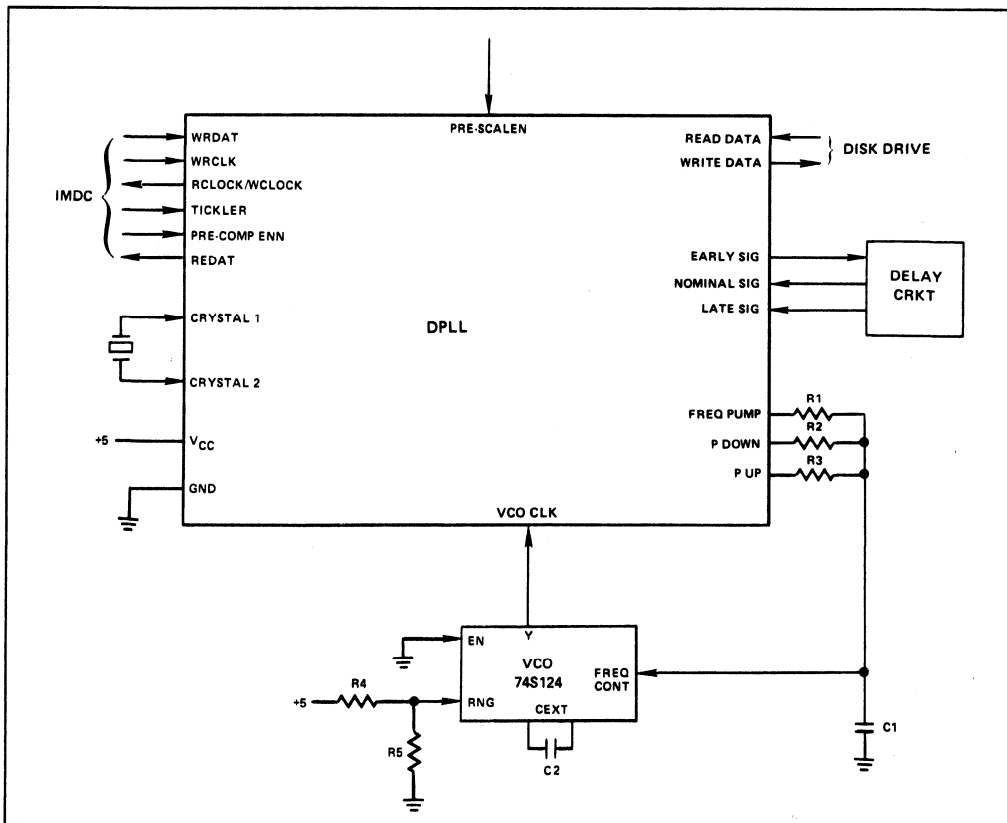 PRE-SCALEN
IMDC
WRDAT
WRCLK
RCLOCK/WCLOCK
TICKLER
PRE-COMP ENN
REDAT
CRYSTAL 1
CRYSTAL 2
+5
VCC
GND
DPLL
READ DATA
WRITE DATA
DISK DRIVE
EARLY SIG
NOMINAL SIG
LATE SIG
DELAY
CRKT
FREQ PUMP
R1
P DOWN
R2
P UP
R3
VCO CLK
EN
Y
VCO
74S124
FREQ
CONT
RNG
CEXT
+5
R4
R5
C2
C1